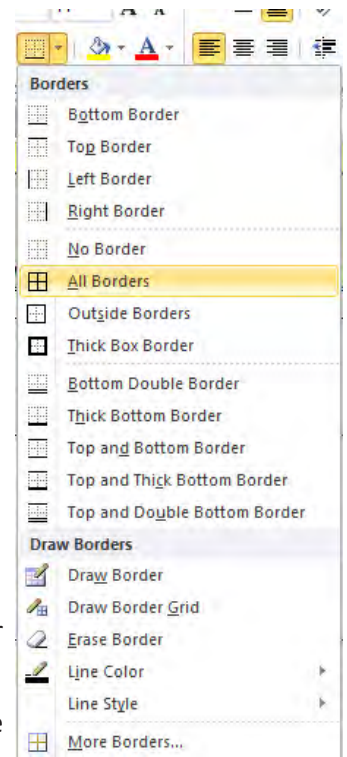 A
Borders
Bottom Border
Top Border
Left Border
Right Border
No Border
All Borders
Outside Borders
Thick Box Border
Bottom Double Border
Thick Bottom Border
Top and Bottom Border
Top and Thick Bottom Border
Top and Double Bottom Border
Draw Borders
Draw Border
Draw Border Grid
Erase Border
Line Color
Line Style
More Borders...